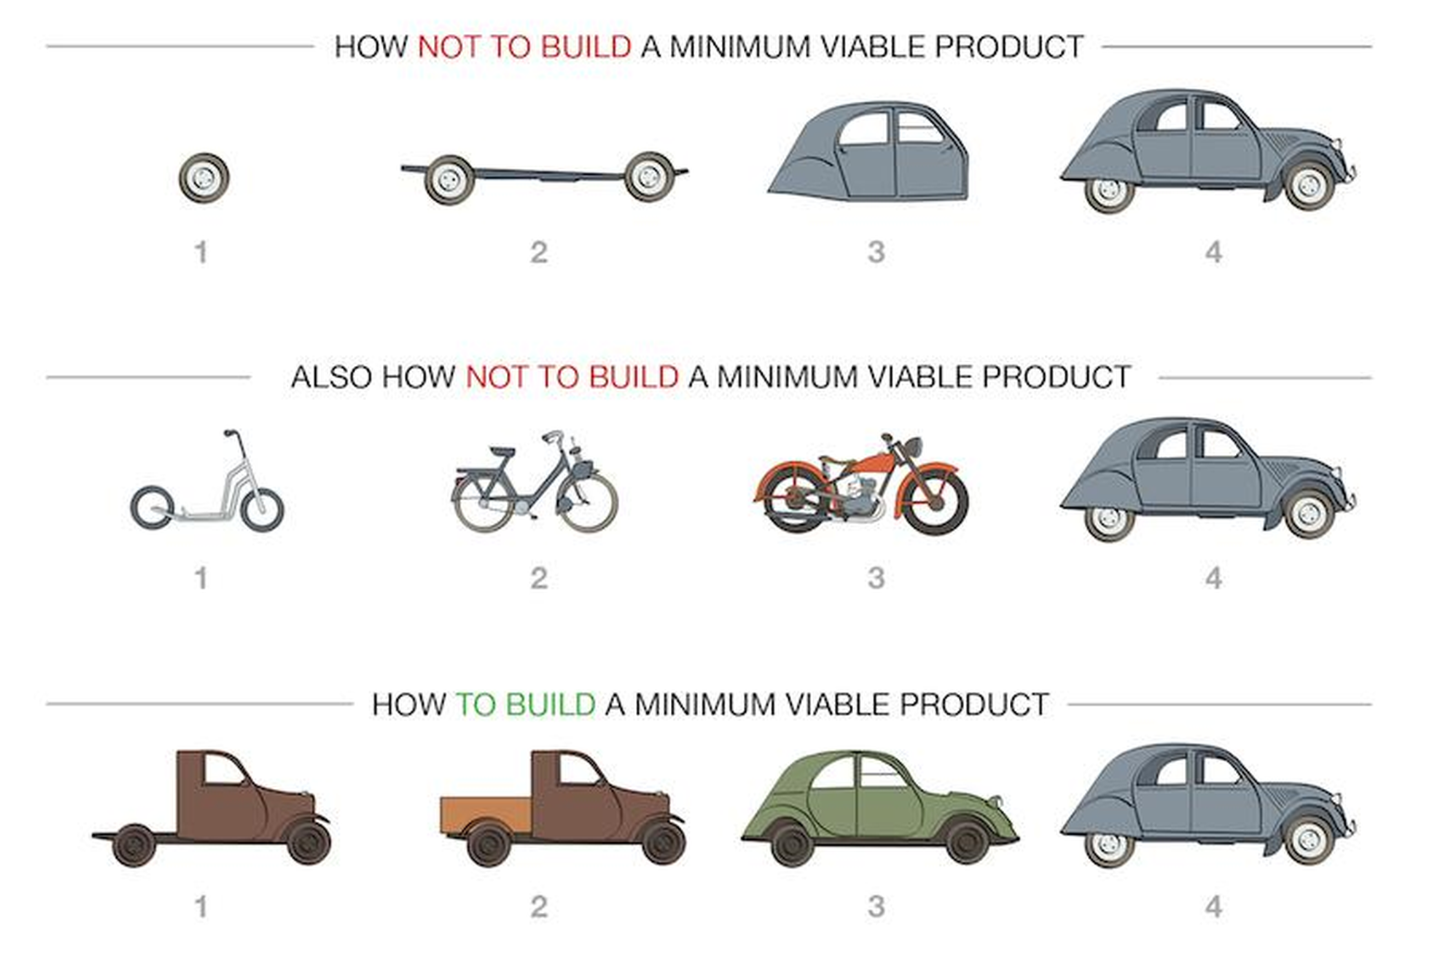 HOW NOT TO BUILD A MINIMUM VIABLE PRODUCT
1 2 3 4
ALSO HOW NOT TO BUILD A MINIMUM VIABLE PRODUCT
1 2 3 4
HOW TO BUILD A MINIMUM VIABLE PRODUCT
1 2 3 4